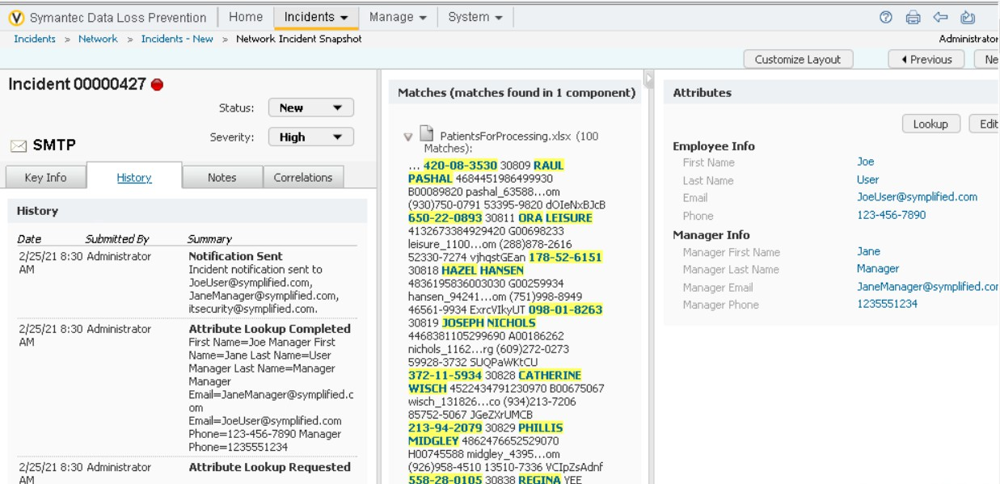 Symantec Data Loss Prevention Home Incidents Manage System
Incidents > Network > Incidents - New > Network Incident Snapshot
Administrator
Customize Layout Previous Ne
Incident 00000427
Status: New
Severity: High
SMTP
Key Info History Notes Correlations
History
Date Submitted By Summary
2/25/21 8:30 Administrator Notification Sent
AM Incident notification sent to
JoeUser@symplified.com,
JaneManager@symplified.com,
itsecurity@symplified.com.
2/25/21 8:30 Administrator Attribute Lookup Completed
AM First Name=Joe Manager First
Name=Jane Last Name=User
Manager Last Name=Manager
Manager
Email=JaneManager@symplified.c
om
Email=JoeUser@symplified.com
Phone=123-456-7890 Manager
Phone=1235551234
2/25/21 8:30 Administrator Attribute Lookup Requested
AM
Matches (matches found in 1 component)
PatientsForProcessing.xlsx (100
Matches):
... 420-08-3530 30809 RAUL
PASHAL 4684451986499930
B00089820 pashal_63588...om
(930)750-0791 53395-9820 dOIeNxBJcB
650-22-0893 30811 ORA LEISURE
4132673384929420 G00698233
leisure_1100...om (288)878-2616
52330-7274 vjhqstGEan 178-52-6151
30818 HAZEL HANSEN
4836195836003030 G00259934
hansen_94241...om (751)998-8949
46561-9934 ExrcVIkyUT 098-01-8263
30819 JOSEPH NICHOLS
4468381105299690 A00186262
nichols_1162...rg (609)272-0273
59928-3732 SUQPaWKtCU
372-11-5934 30828 CATHERINE
WISCH 4522434791230970 B00675067
wisch_131826...co (934)213-7206
85752-5067 JGeZXrUMCB
213-94-2079 30829 PHILLIS
MIDGLEY 4862476652529070
H00745588 midgley_4395...om
(926)958-4510 13510-7336 VCIpZsAdnf
558-28-0105 30838 REGINA YEE
Attributes
Lookup Edit
Employee Info
First Name Joe
Last Name User
Email JoeUser@symplified.com
Phone 123-456-7890
Manager Info
Manager First Name Jane
Manager Last Name Manager
Manager Email JaneManager@symplified.cor
Manager Phone 1235551234